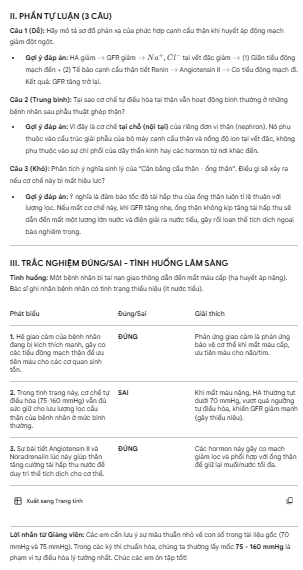 II. PHẦN TỰ LUẬN (3 CÂU)
Câu 1 (Dễ): Hãy mô tả sơ đồ phản xạ của phức hợp cạnh cầu thận khi huyết áp động mạch
giảm đột ngột.
• Gợi ý đáp án: HA giảm → GFR giảm → Na⁺, Cl⁻ tại vết đặc giảm → (1) Giãn tiểu động
mạch đến + (2) Tế bào cạnh cầu thận tiết Renin → Angiotensin II → Co tiểu động mạch đi.
Kết quả: GFR tăng trở lại.
Câu 2 (Trung bình): Tại sao cơ chế tự điều hòa tại thận vẫn hoạt động bình thường ở những
bệnh nhân sau phẫu thuật ghép thận?
• Gợi ý đáp án: Vì đây là cơ chế tại chỗ (nội tại) của riêng đơn vị thận (nephron). Nó phụ
thuộc vào cấu trúc giải phẫu của bộ máy cạnh cầu thận và nồng độ ion tại vết đặc, không
phụ thuộc vào sự chi phối của dây thần kinh hay các hormon từ nơi khác đến.
Câu 3 (Khó): Phân tích ý nghĩa sinh lý của "Cân bằng cầu thận - ống thận". Điều gì sẽ xảy ra
nếu cơ chế này bị mất hiệu lực?
• Gợi ý đáp án: Ý nghĩa là đảm bảo tốc độ tái hấp thu của ống thận luôn tỉ lệ thuận với
lượng lọc. Nếu mất cơ chế này, khi GFR tăng nhẹ, ống thận không kịp tăng tái hấp thu sẽ
dẫn đến mất một lượng lớn nước và điện giải ra nước tiểu, gây rối loạn thể tích dịch ngoại
bào nghiêm trọng.
III. TRẮC NGHIỆM ĐÚNG/SAI - TÌNH HUỐNG LÂM SÀNG
Tình huống: Một bệnh nhân bị tai nạn giao thông dẫn đến mất máu cấp (hạ huyết áp nặng).
Bác sĩ ghi nhận bệnh nhân có tình trạng thiểu niệu (ít nước tiểu).
Phát biểu Đúng/Sai Giải thích
1. Hệ giao cảm của bệnh nhân
đang bị kích thích mạnh, gây co
các tiểu động mạch thận để ưu
tiên máu cho các cơ quan sinh
tồn.
ĐÚNG
Phản ứng giao cảm là phản ứng
bảo vệ cơ thể khi mất máu cấp,
ưu tiên máu cho não/tim.
2. Trong tình trạng này, cơ chế tự
điều hòa (75-160 mmHg) vẫn đủ
sức giữ cho lưu lượng lọc cầu
thận của bệnh nhân ở mức bình
thường.
SAI
Khi mất máu nặng, HA thường tụt
dưới 70 mmHg, vượt quá ngưỡng
tự điều hòa, khiến GFR giảm mạnh
(gây thiểu niệu).
3. Sự bài tiết Angiotensin II và
Noradrenalin lúc này giúp thận
tăng cường tái hấp thu nước để
duy trì thể tích dịch cho cơ thể.
ĐÚNG
Các hormon này gây co mạch
giảm lọc và phối hợp với ống thận
để giữ lại muối/nước tối đa.
Xuất sang Trang tính
Lời nhắn từ Giảng viên: Các em cần lưu ý sự mâu thuẫn nhỏ về con số trong tài liệu gốc (70
mmHg và 75 mmHg). Trong các kỳ thi chuẩn hóa, chúng ta thường lấy mốc 75 - 160 mmHg là
phạm vi tự điều hòa lý tưởng nhất. Chúc các em ôn tập tốt!